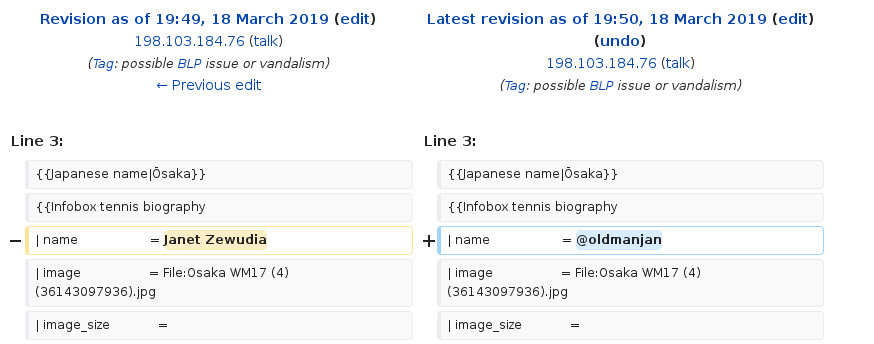 Revision as of 19:49, 18 March 2019 (edit)
198.103.184.76 (talk)
(Tag: possible BLP issue or vandalism)
← Previous edit
Latest revision as of 19:50, 18 March 2019 (edit)
(undo)
198.103.184.76 (talk)
(Tag: possible BLP issue or vandalism)
Line 3:
Line 3:
{{Japanese name|Ōsaka}}
{{Japanese name|Ōsaka}}
{{Infobox tennis biography
{{Infobox tennis biography
− | name = Janet Zewudia
+ | name = @oldmanjan
| image = File:Osaka WM17 (4)
(36143097936).jpg
| image = File:Osaka WM17 (4)
(36143097936).jpg
| image_size =
| image_size =